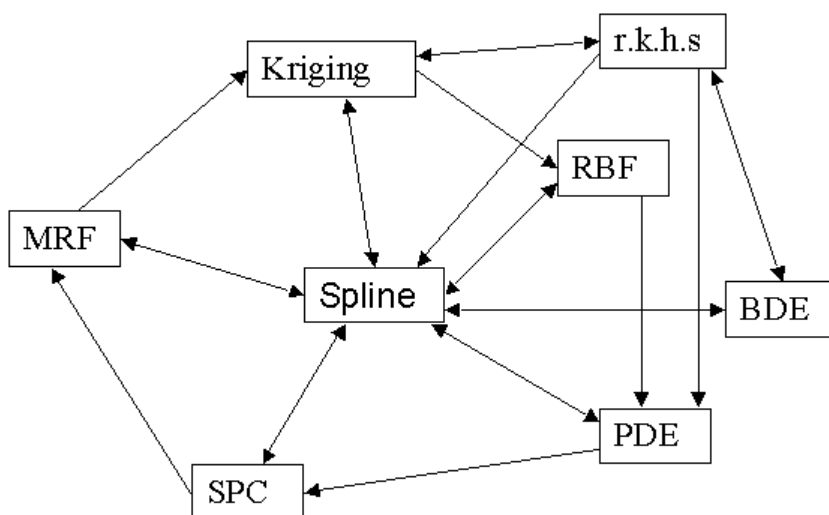 r.k.h.s
Kriging
RBF
MRF
Spline
BDE
PDE
SPC